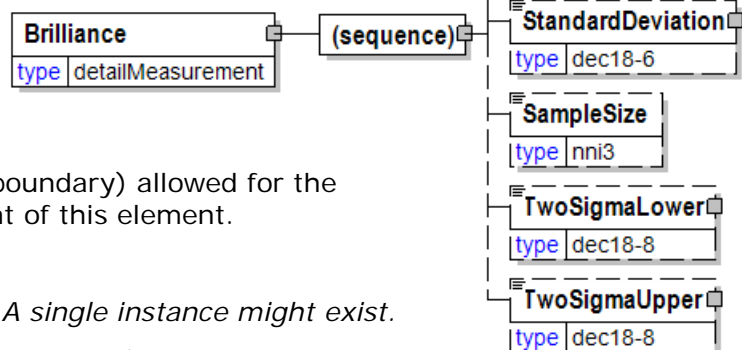 Brilliance
type detailMeasurement
(sequence)
StandardDeviation
type dec18-6
SampleSize
type nni3
TwoSigmaLower
type dec18-8
TwoSigmaUpper
type dec18-8
boundary) allowed for the
t of this element.
A single instance might exist.